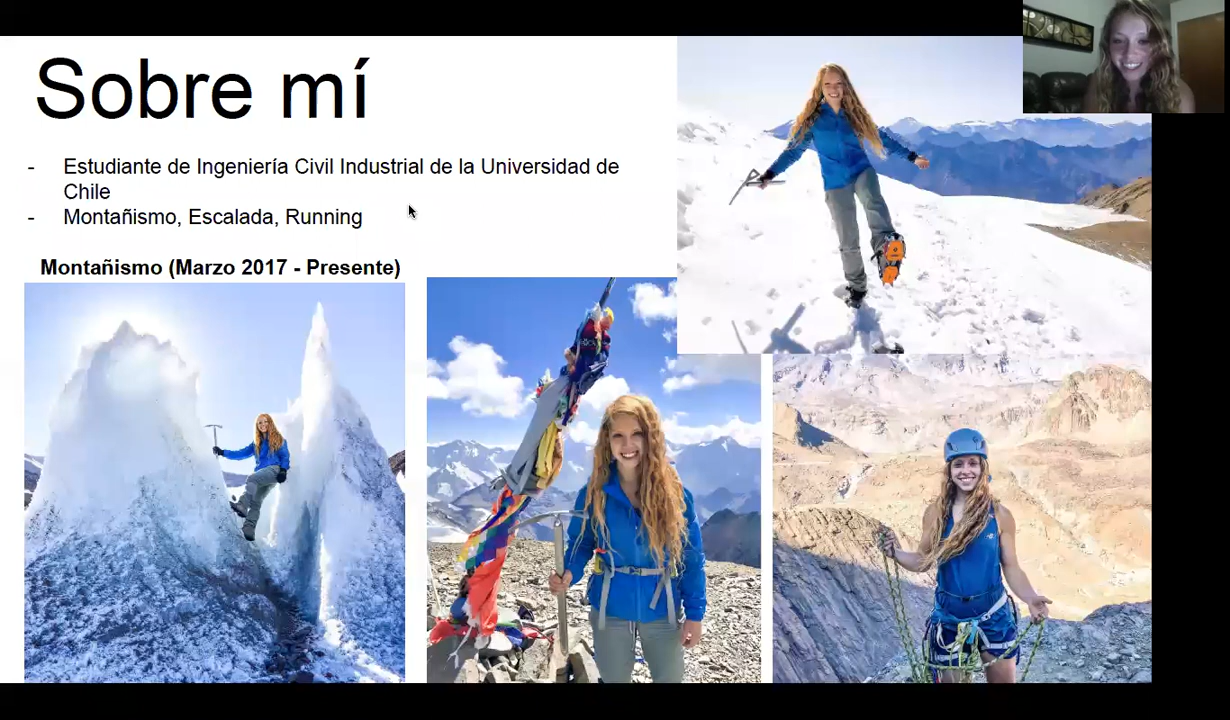 Sobre mí
- Estudiante de Ingeniería Civil Industrial de la Universidad de
Chile
- Montañismo, Escalada, Running
Montañismo (Marzo 2017 - Presente)